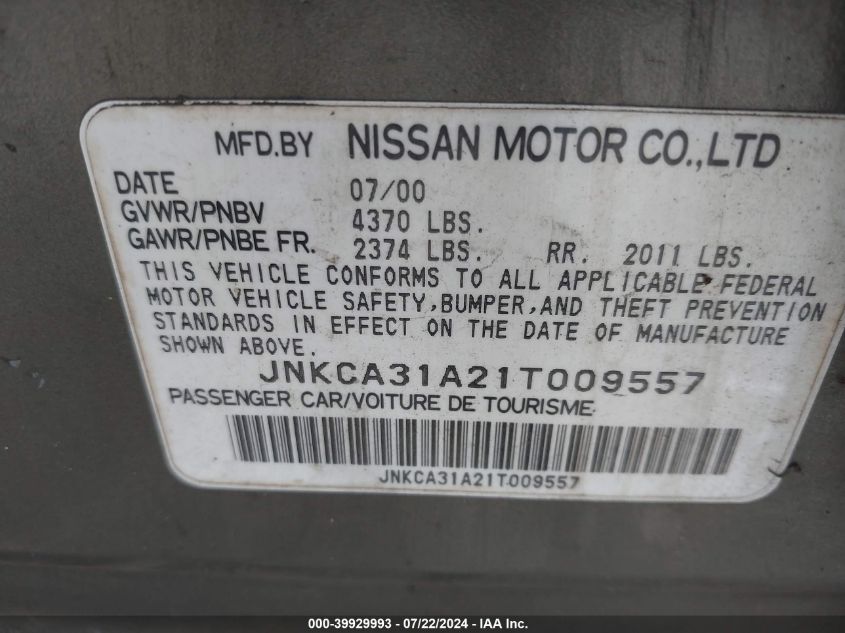 MFD.BY NISSAN MOTOR CO.,LTD
DATE 07/00
GVWR/PNBV 4370 LBS.
GAWR/PNBE FR. 2374 LBS. RR. 2011 LBS.
THIS VEHICLE CONFORMS TO ALL APPLICABLE FEDERAL
MOTOR VEHICLE SAFETY,BUMPER,AND THEFT PREVENTION
STANDARDS IN EFFECT ON THE DATE OF MANUFACTURE
SHOWN ABOVE.
JNKCA31A21T009557
PASSENGER CAR/VOITURE DE TOURISME
JNKCA31A21T009557
000-39929993 / 07/22/2024 - IAA Inc.